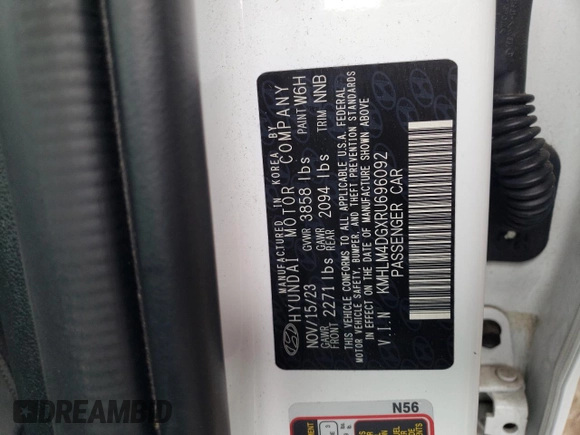 MANUFACTURED IN KOREA BY
HYUNDAI MOTOR COMPANY
NOV/15/23 GVWR 3858 lbs PAINT W6H
GAWR FRONT 2271 lbs GAWR REAR 2094 lbs TRIM NNB
THIS VEHICLE CONFORMS TO ALL APPLICABLE U.S.A. FEDERAL
MOTOR VEHICLE SAFETY, BUMPER, AND THEFT PREVENTION STANDARDS
IN EFFECT ON THE DATE OF MANUFACTURE SHOWN ABOVE
V.I.N KMHLM4DGXRU696092
PASSENGER CAR
N56
DREAMBID